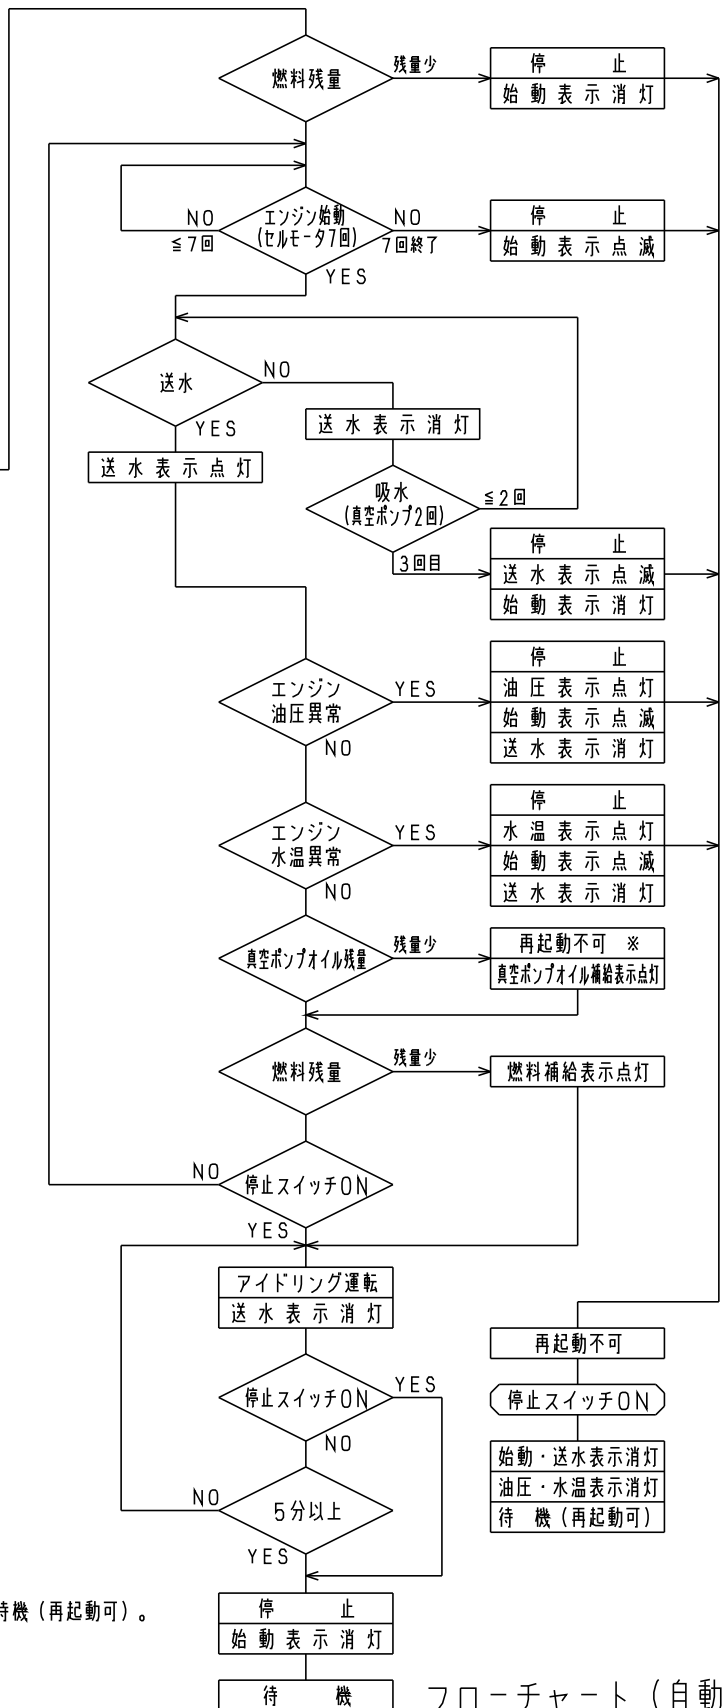 燃料残量
残量少
停 止
始動表示消灯
NO
≦7回
エンジン始動
(セルモータ7回)
NO
7回終了
停 止
始動表示点滅
YES
送水
NO
YES
送水表示消灯
送水表示点灯
吸水
(真空ポンプ2回)
≦2回
3回目
停 止
送水表示点滅
始動表示消灯
エンジン
油圧異常
YES
NO
停 止
油圧表示点灯
始動表示点滅
送水表示消灯
エンジン
水温異常
YES
NO
停 止
水温表示点灯
始動表示点滅
送水表示消灯
真空ポンプオイル残量
残量少
再起動不可 ※
真空ポンプオイル補給表示点灯
燃料残量
残量少
燃料補給表示点灯
NO
停止スイッチON
YES
アイドリング運転
送水表示消灯
停止スイッチON
YES
NO
NO
5分以上
YES
再起動不可
停止スイッチON
始動・送水表示消灯
油圧・水温表示消灯
待 機(再起動可)
待機(再起動可)。
停 止
始動表示消灯
待 機
フローチャート(自動